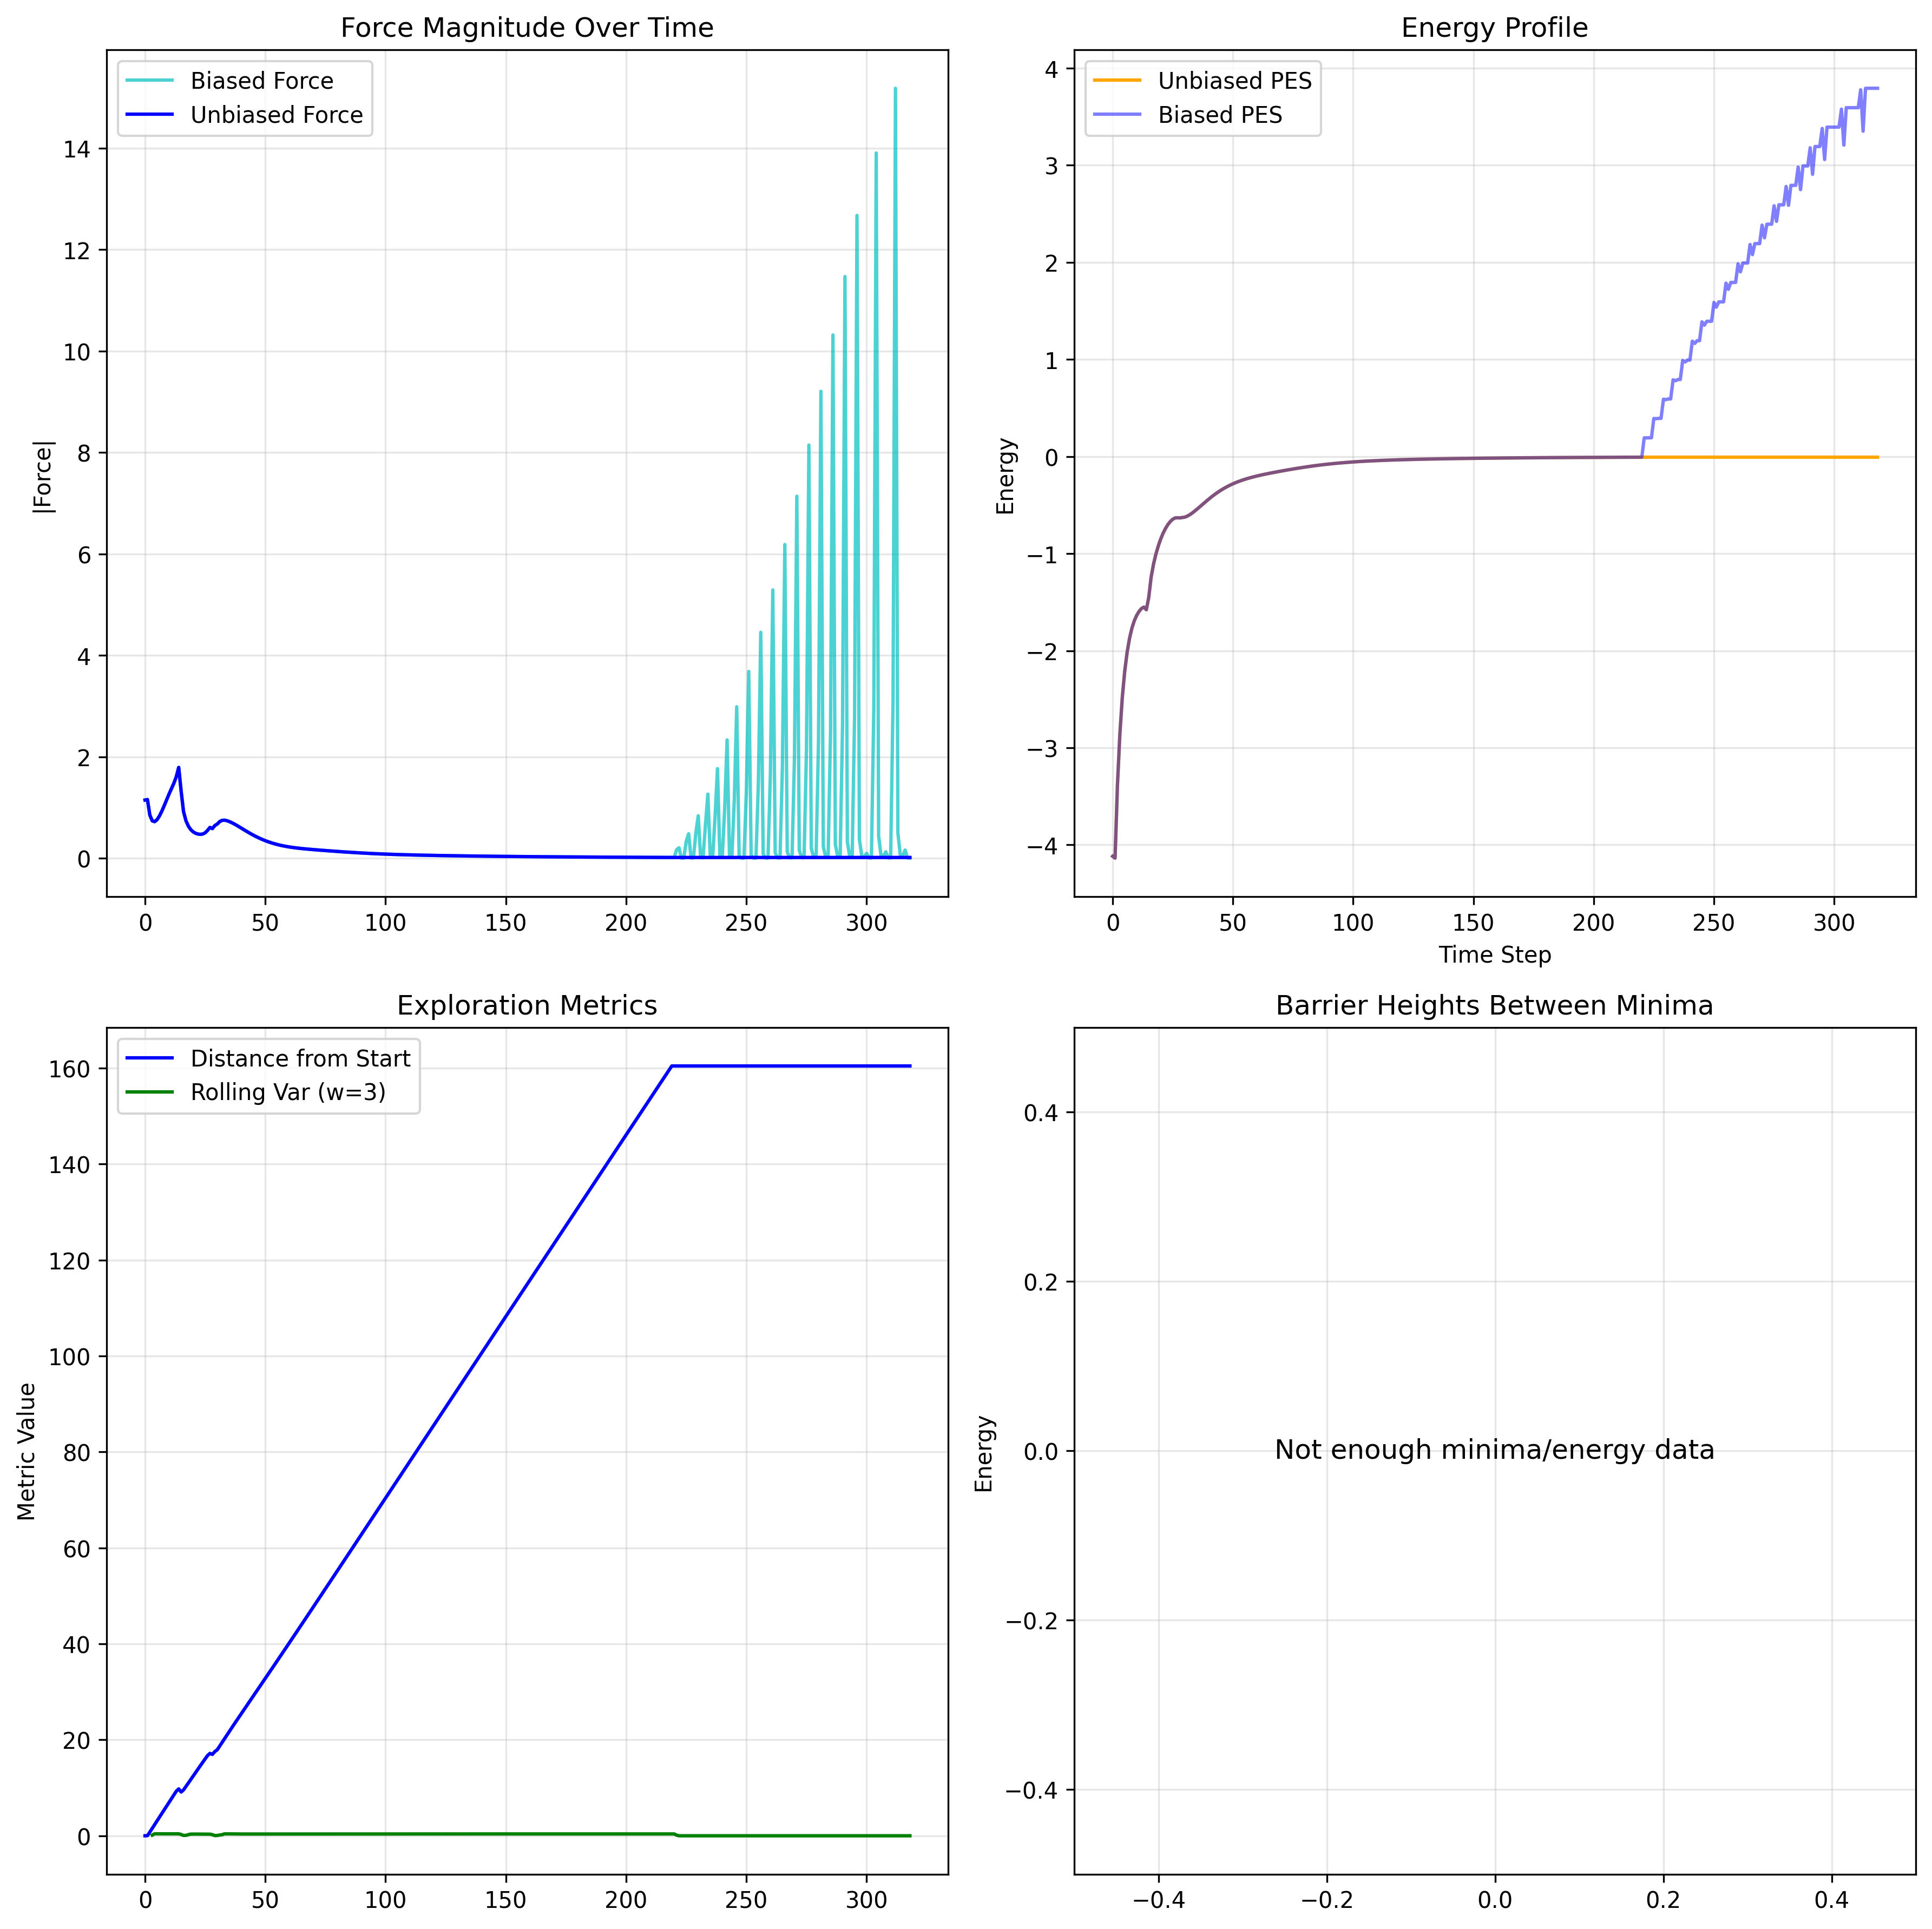 Force Magnitude Over Time
Biased Force
Unbiased Force
|Force|
14
12
10
8
6
4
2
0
0 50 100 150 200 250 300
Energy Profile
Unbiased PES
Biased PES
Energy
4
3
2
1
0
−1
−2
−3
−4
0 50 100 150 200 250 300
Time Step
Exploration Metrics
Distance from Start
Rolling Var (w=3)
Metric Value
160
140
120
100
80
60
40
20
0
0 50 100 150 200 250 300
Barrier Heights Between Minima
Energy
0.4
0.2
0.0
−0.2
−0.4
Not enough minima/energy data
−0.4 −0.2 0.0 0.2 0.4